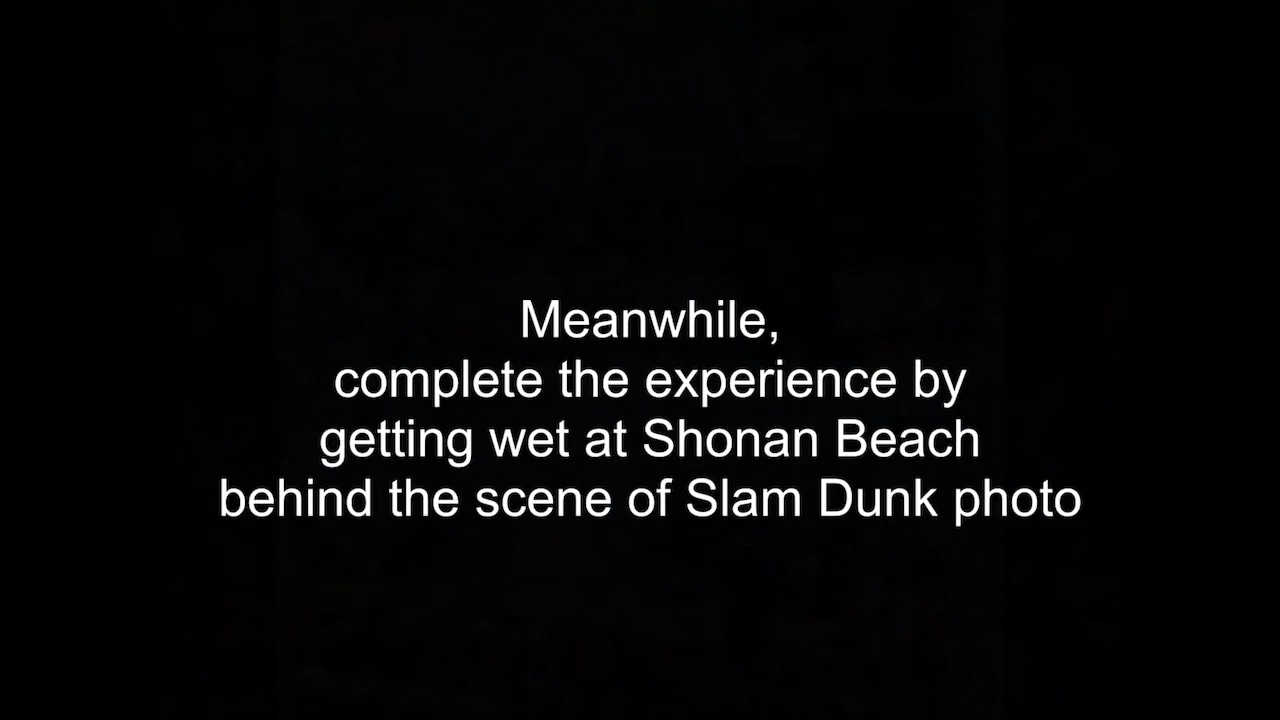 Meanwhile,
complete the experience by
getting wet at Shonan Beach
behind the scene of Slam Dunk photo